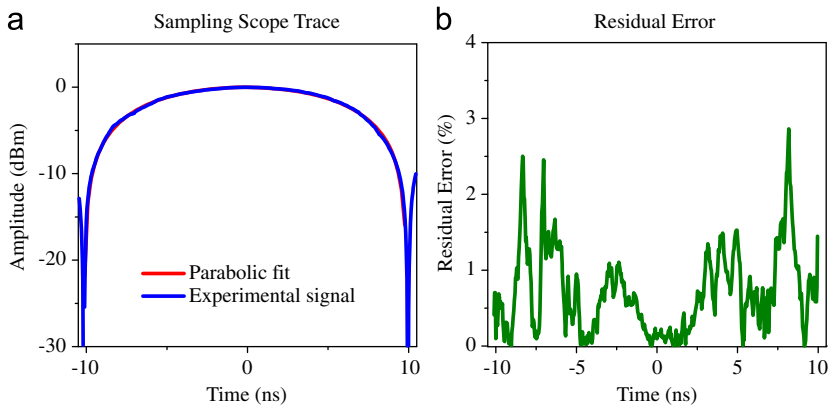 a
Sampling Scope Trace
0
-10
-20
-30
Amplitude (dBm)
Parabolic fit
Experimental signal
-10
0
10
Time (ns)
b
Residual Error
4
3
2
1
0
Residual Error (%)
-10
-5
0
5
10
Time (ns)